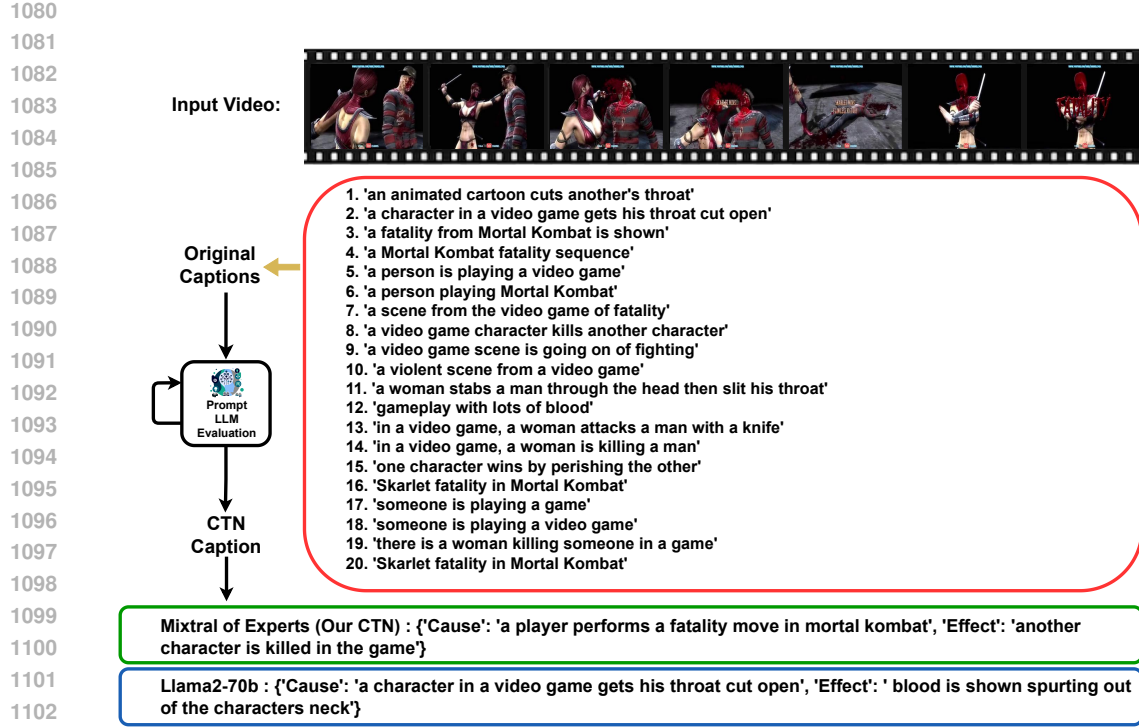 1080
1081
1082
1083
1084
1085
1086
1087
1088
1089
1090
1091
1092
1093
1094
1095
1096
1097
1098
1099
1100
1101
1102
Input Video:
1. 'an animated cartoon cuts another's throat'
2. 'a character in a video game gets his throat cut open'
3. 'a fatality from Mortal Kombat is shown'
4. 'a Mortal Kombat fatality sequence'
5. 'a person is playing a video game'
6. 'a person playing Mortal Kombat'
7. 'a scene from the video game of fatality'
8. 'a video game character kills another character'
9. 'a video game scene is going on of fighting'
10. 'a violent scene from a video game'
11. 'a woman stabs a man through the head then slit his throat'
12. 'gameplay with lots of blood'
13. 'in a video game, a woman attacks a man with a knife'
14. 'in a video game, a woman is killing a man'
15. 'one character wins by perishing the other'
16. 'Skarlet fatality in Mortal Kombat'
17. 'someone is playing a game'
18. 'someone is playing a video game'
19. 'there is a woman killing someone in a game'
20. 'Skarlet fatality in Mortal Kombat'
Original
Captions
Prompt
LLM
Evaluation
CTN
Caption
Mixtral of Experts (Our CTN) : {'Cause': 'a player performs a fatality move in mortal kombat', 'Effect': 'another
character is killed in the game'}
Llama2-70b : {'Cause': 'a character in a video game gets his throat cut open', 'Effect': ' blood is shown spurting out
of the characters neck'}